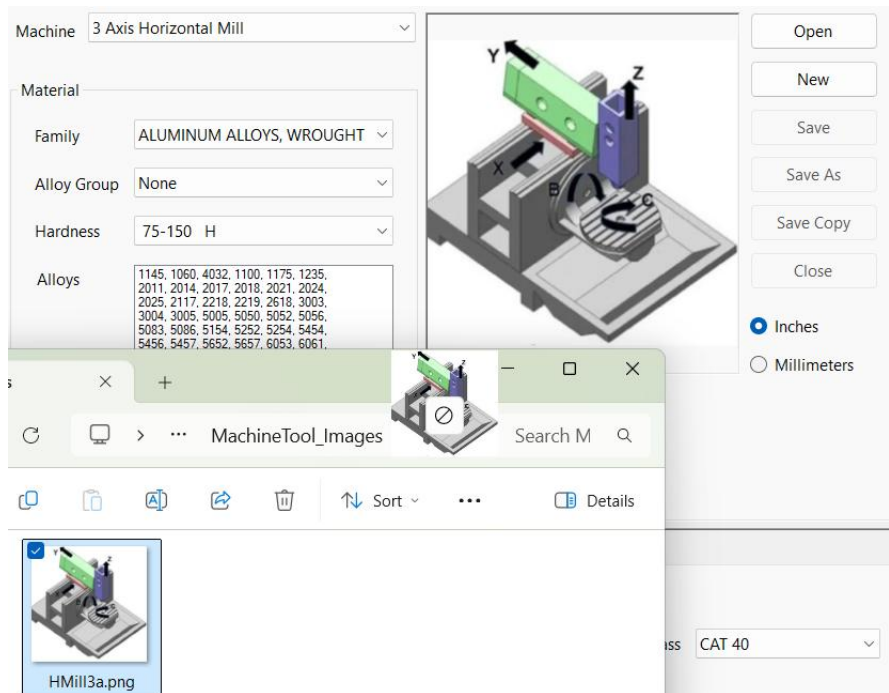 Machine
3 Axis Horizontal Mill
Material
Family
ALUMINUM ALLOYS, WROUGHT
Alloy Group
None
Hardness
75-150 H
Alloys
1145, 1060, 4032, 1100, 1175, 1235,
2011, 2014, 2017, 2018, 2021, 2024,
2025, 2117, 2218, 2219, 2618, 3003,
3004, 3005, 5005, 5050, 5052, 5056,
5083, 5086, 5154, 5252, 5254, 5454,
5456, 5457, 5652, 5657, 6053, 6061,
Y
Z
X
B
C
Open
New
Save
Save As
Save Copy
Close
Inches
Millimeters
s
Y
Z
MachineTool_Images
Search M
Sort
Details
Y
Z
HMill3a.png
ass
CAT 40